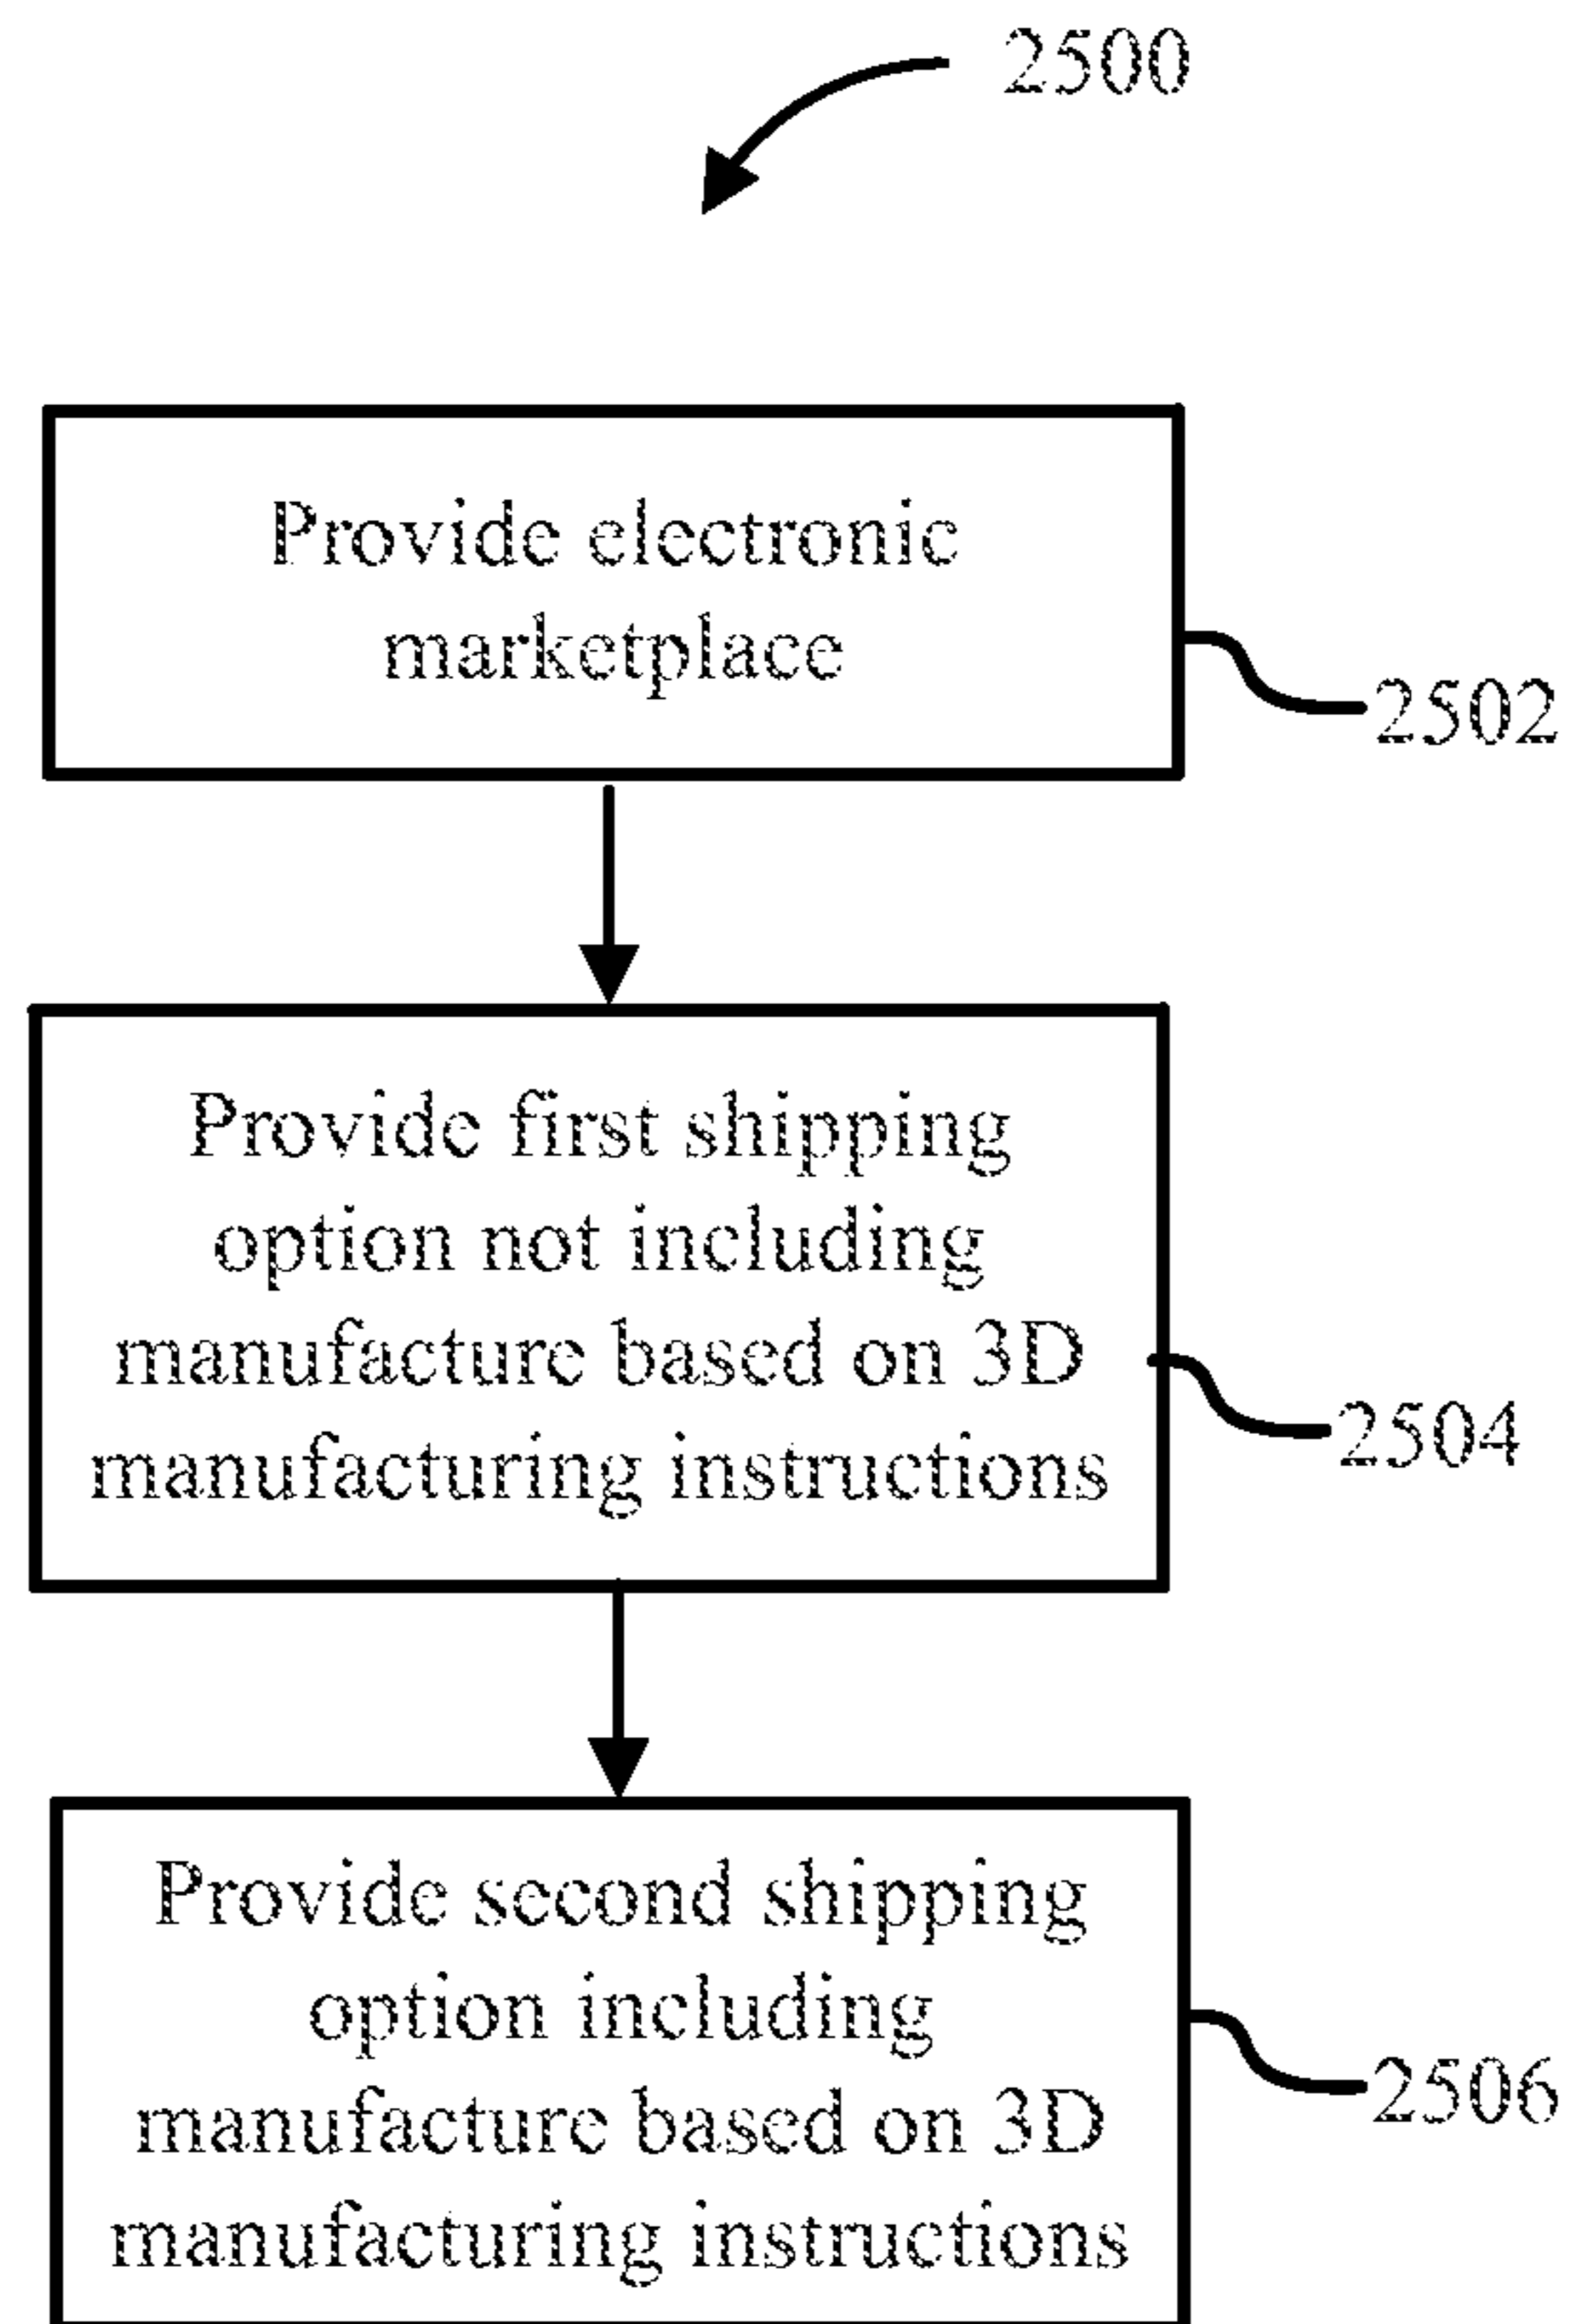 2500
Provide electronic
marketplace
2502
Provide first shipping
option not including
manufacture based on 3D
manufacturing instructions
2504
Provide second shipping
option including
manufacture based on 3D
manufacturing instructions
2506